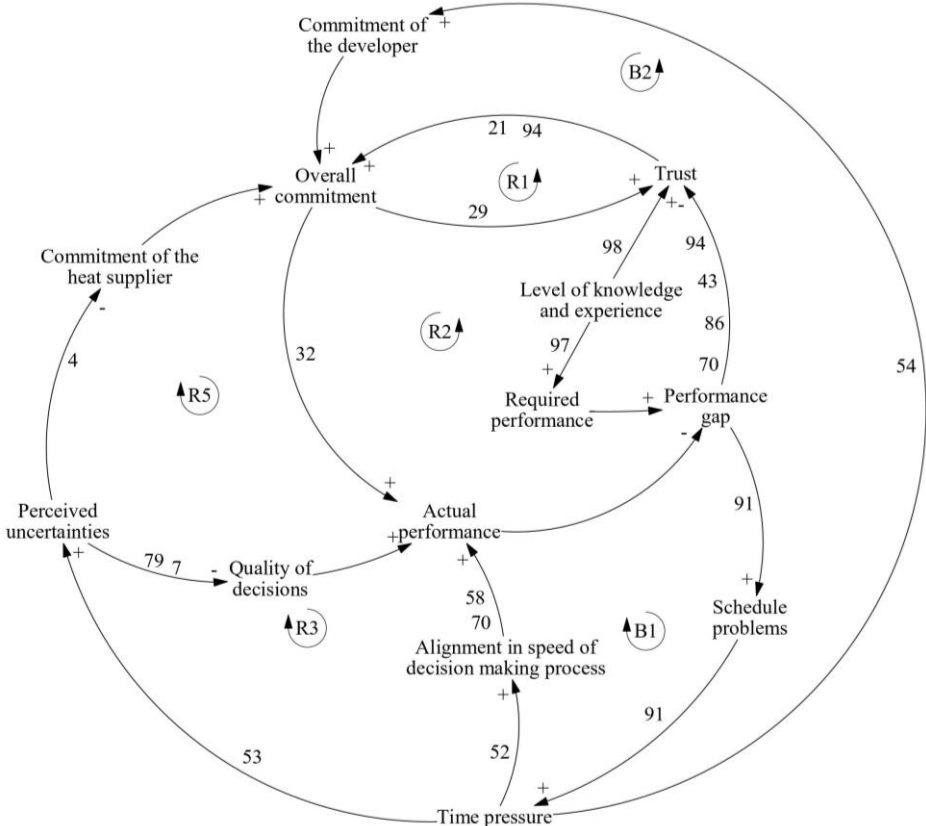 Commitment of
the developer
+
B2
21 94
+
+
Overall
commitment
R1
+
Trust
+
29
+-
Commitment of the
heat supplier
98
94
-
Level of knowledge
and experience
43
R2
86
4
32
97
54
+
70
R5
Required
performance
+
Performance
gap
-
+
91
Perceived
uncertainties
Actual
performance
+
+
79 7
-
Quality of
decisions
+
+
58
Schedule
problems
R3
70
B1
Alignment in speed of
decision making process
+
91
53
52
+
Time pressure